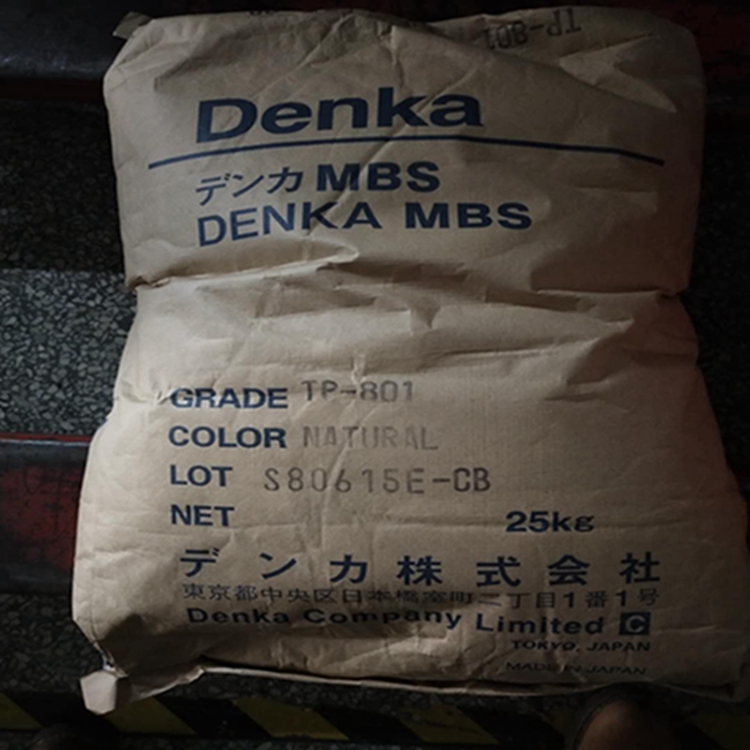 TP-801
Denka
デンカ MBS
DENKA MBS
GRADE TP-801
COLOR NATURAL
LOT S80615E-CB
NET 25kg
デンカ株式会社
東京都中央区日本橋室町二丁目1番1号
Denka Company Limited C
TOKYO, JAPAN
MADE IN JAPAN